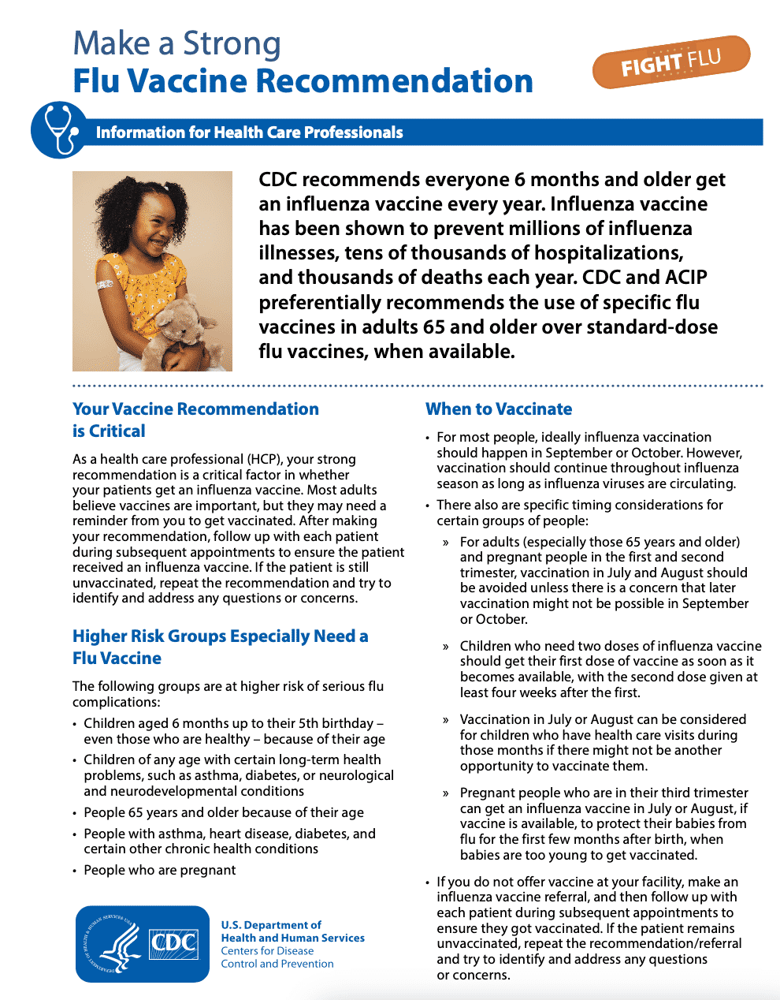 Make a Strong
Flu Vaccine Recommendation
FIGHT FLU
Information for Health Care Professionals
CDC recommends everyone 6 months and older get
an influenza vaccine every year. Influenza vaccine
has been shown to prevent millions of influenza
illnesses, tens of thousands of hospitalizations,
and thousands of deaths each year. CDC and ACIP
preferentially recommends the use of specific flu
vaccines in adults 65 and older over standard-dose
flu vaccines, when available.
Your Vaccine Recommendation
is Critical
As a health care professional (HCP), your strong
recommendation is a critical factor in whether
your patients get an influenza vaccine. Most adults
believe vaccines are important, but they may need a
reminder from you to get vaccinated. After making
your recommendation, follow up with each patient
during subsequent appointments to ensure the patient
received an influenza vaccine. If the patient is still
unvaccinated, repeat the recommendation and try to
identify and address any questions or concerns.
Higher Risk Groups Especially Need a
Flu Vaccine
The following groups are at higher risk of serious flu
complications:
• Children aged 6 months up to their 5th birthday –
even those who are healthy – because of their age
• Children of any age with certain long-term health
problems, such as asthma, diabetes, or neurological
and neurodevelopmental conditions
• People 65 years and older because of their age
• People with asthma, heart disease, diabetes, and
certain other chronic health conditions
• People who are pregnant
When to Vaccinate
• For most people, ideally influenza vaccination
should happen in September or October. However,
vaccination should continue throughout influenza
season as long as influenza viruses are circulating.
• There also are specific timing considerations for
certain groups of people:
» For adults (especially those 65 years and older)
and pregnant people in the first and second
trimester, vaccination in July and August should
be avoided unless there is a concern that later
vaccination might not be possible in September
or October.
» Children who need two doses of influenza vaccine
should get their first dose of vaccine as soon as it
becomes available, with the second dose given at
least four weeks after the first.
» Vaccination in July or August can be considered
for children who have health care visits during
those months if there might not be another
opportunity to vaccinate them.
» Pregnant people who are in their third trimester
can get an influenza vaccine in July or August, if
vaccine is available, to protect their babies from
flu for the first few months after birth, when
babies are too young to get vaccinated.
• If you do not offer vaccine at your facility, make an
influenza vaccine referral, and then follow up with
each patient during subsequent appointments to
ensure they got vaccinated. If the patient remains
unvaccinated, repeat the recommendation/referral
and try to identify and address any questions
or concerns.
DEPARTMENT OF HEALTH & HUMAN SERVICES·USA
CDC
U.S. Department of
Health and Human Services
Centers for Disease
Control and Prevention